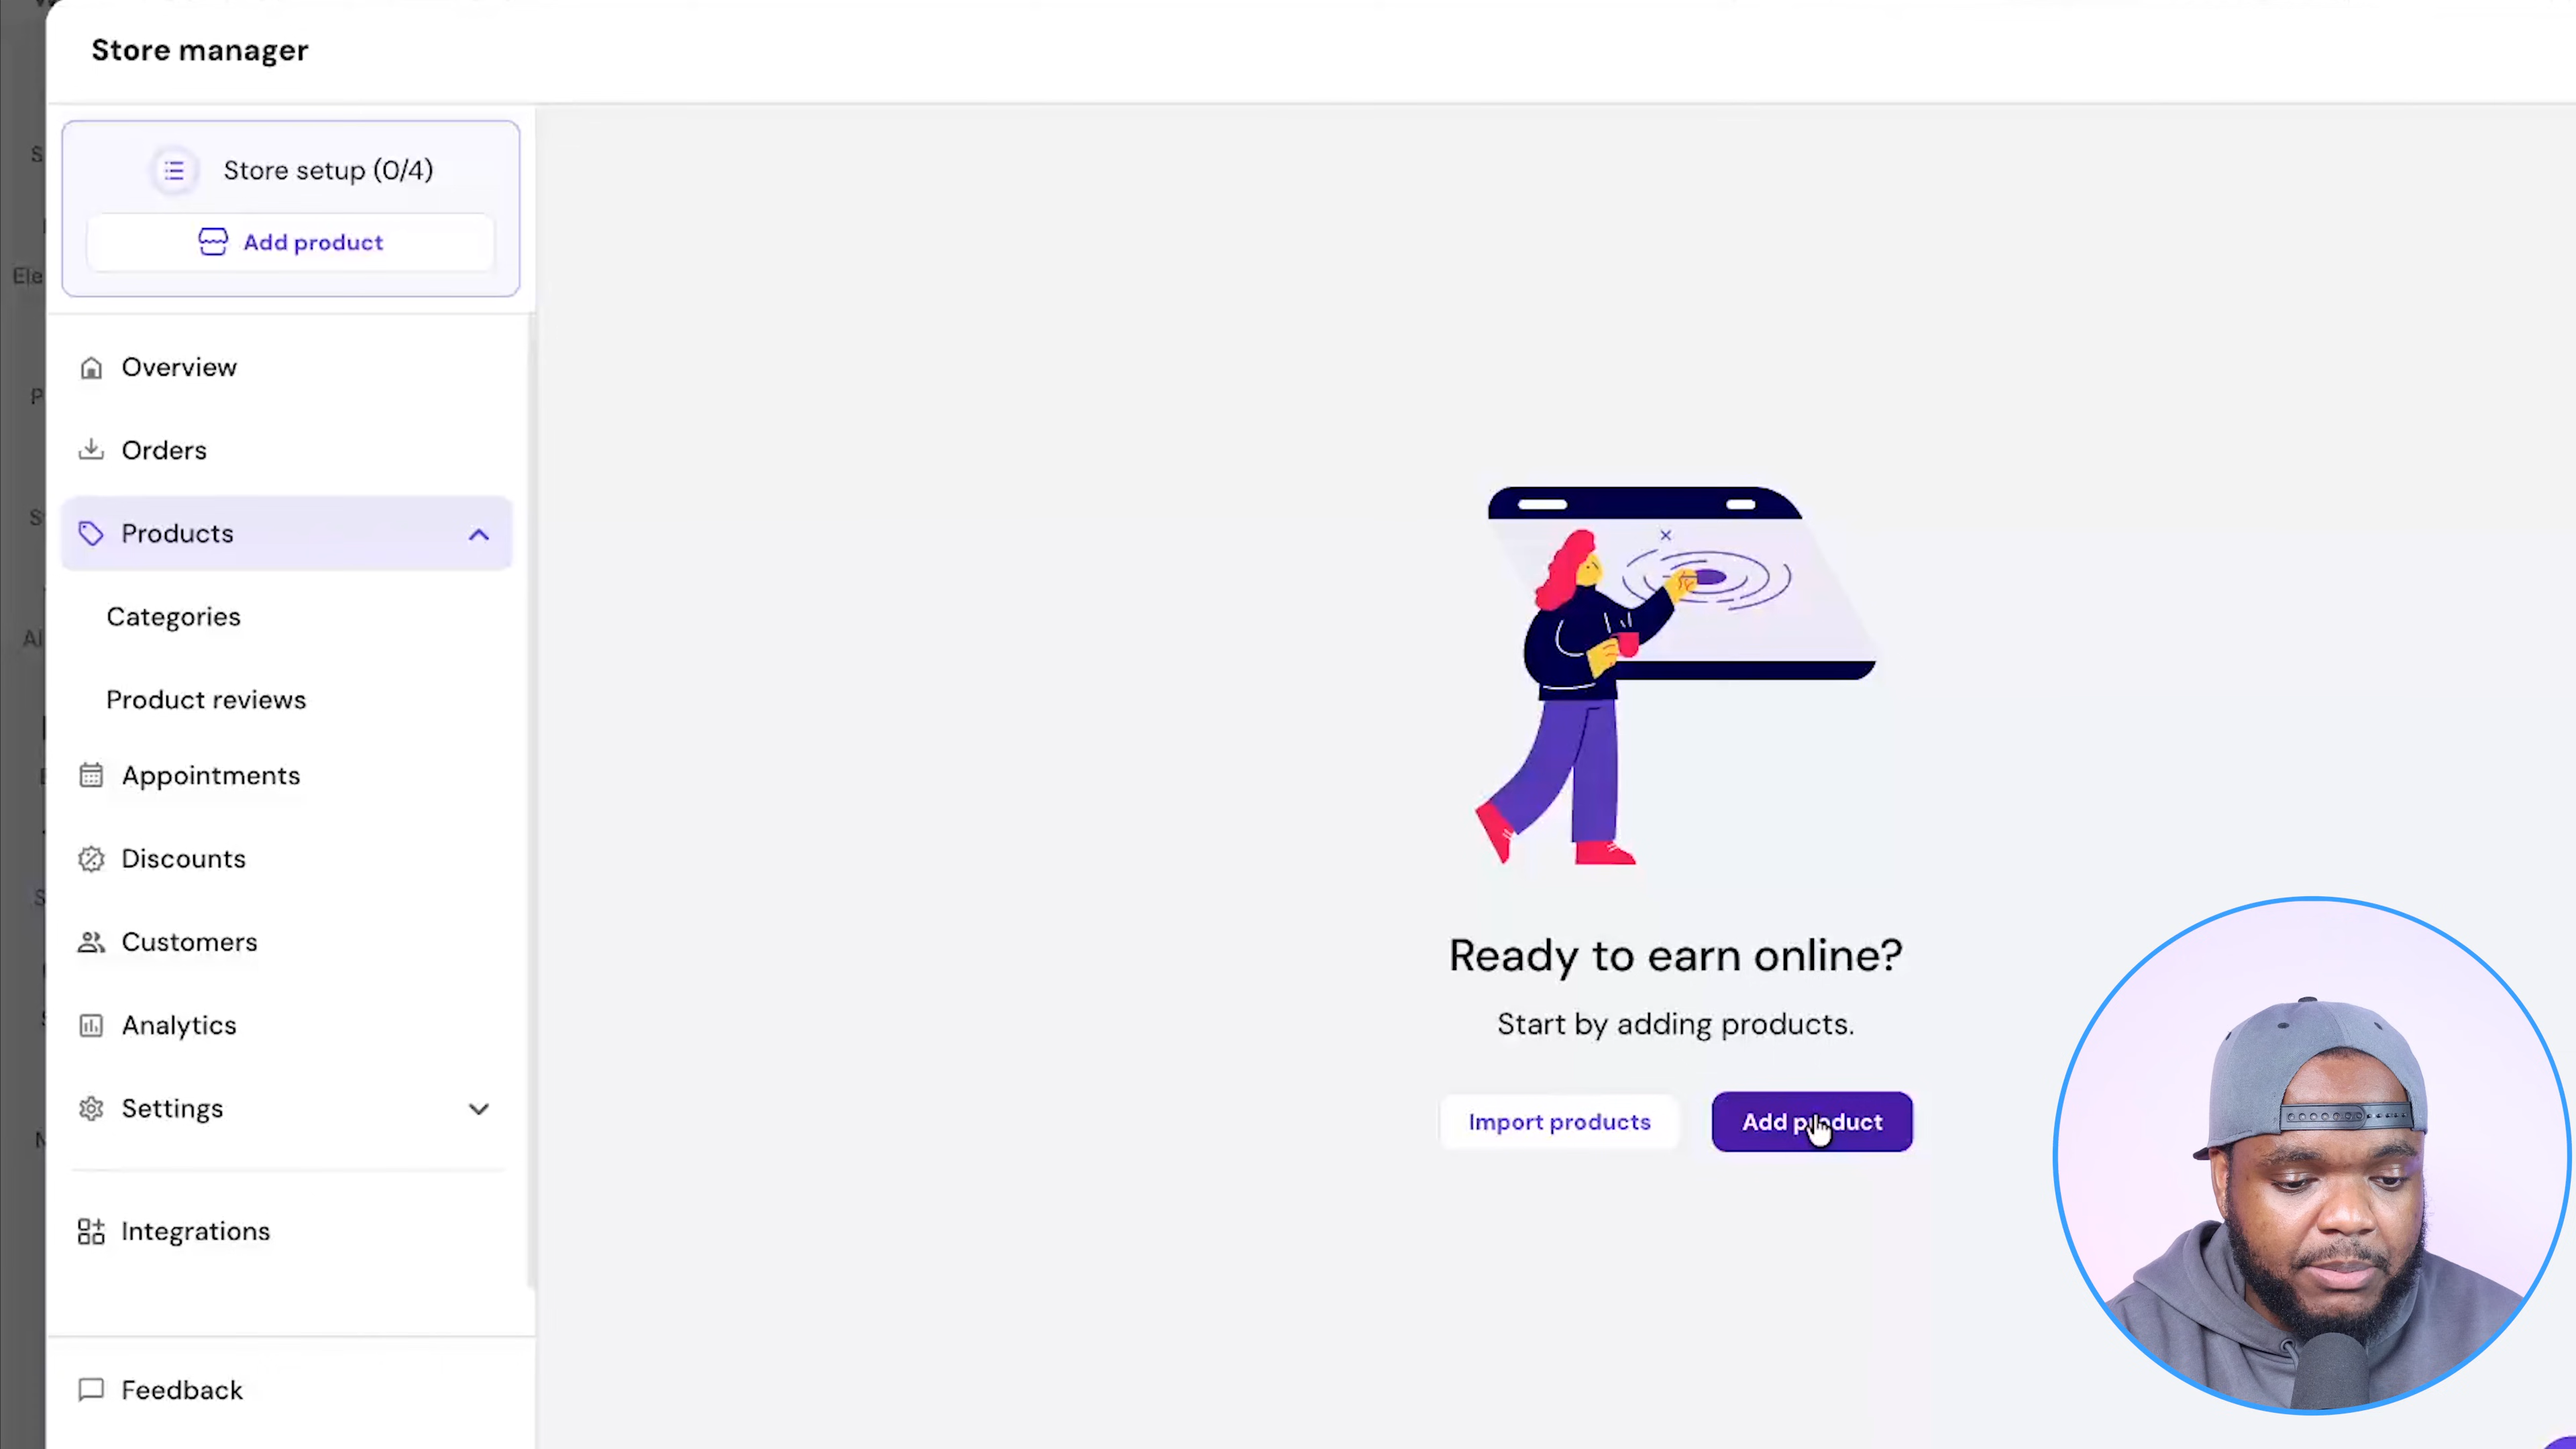 Store manager
Store setup (0/4)
Add product
Overview
Orders
Products
Categories
Product reviews
Appointments
Discounts
Customers
Analytics
Settings
Integrations
Feedback
Ready to earn online?
Start by adding products.
Import products
Add product